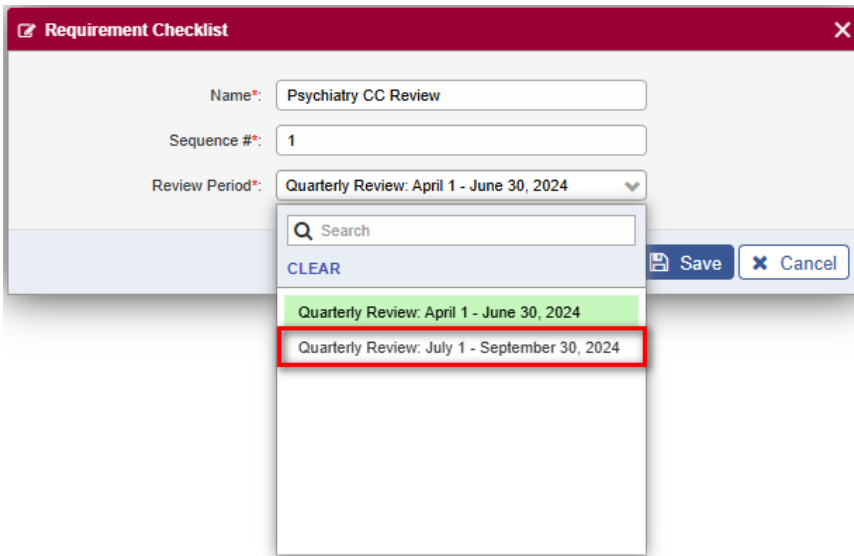 Requirement Checklist
Name*: Psychiatry CC Review
Sequence #*: 1
Review Period*: Quarterly Review: April 1 - June 30, 2024
Search
CLEAR
Save Cancel
Quarterly Review: April 1 - June 30, 2024
Quarterly Review: July 1 - September 30, 2024